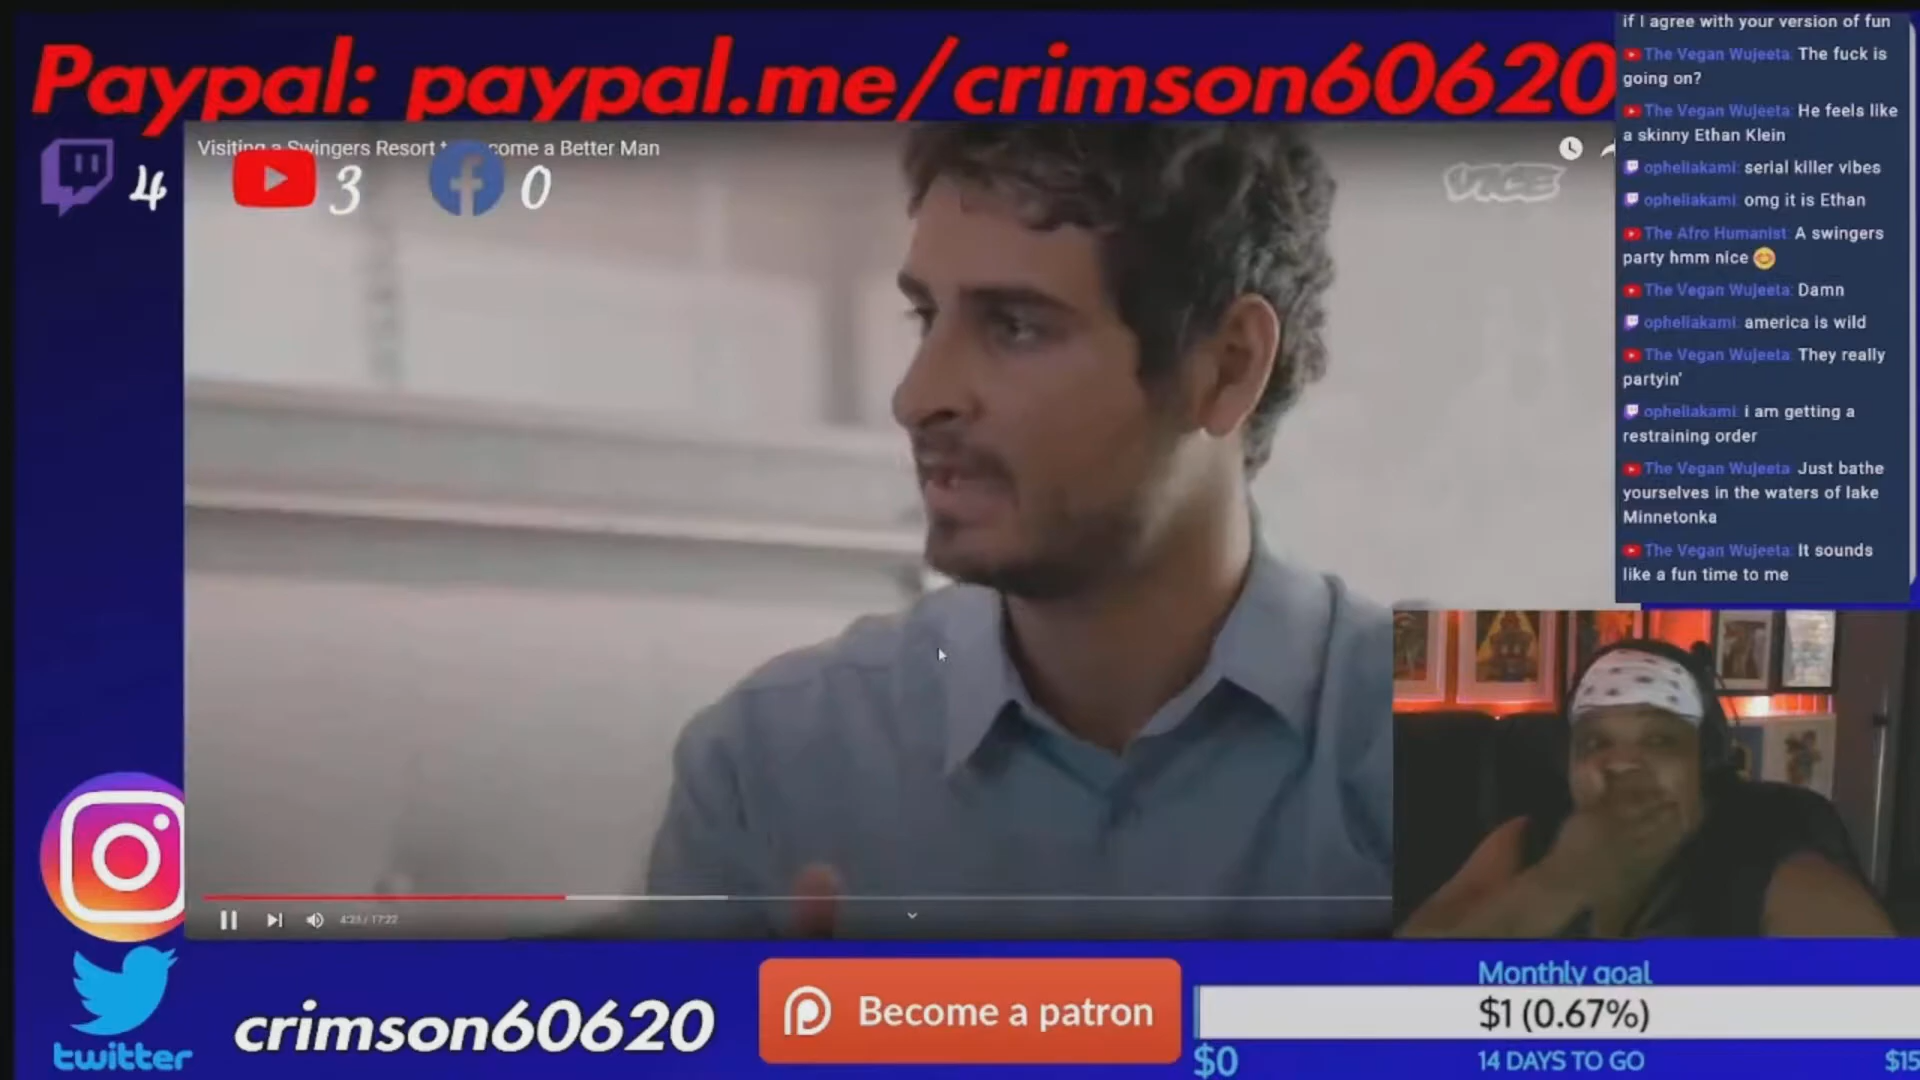 Paypal: paypal.me/crimson60620
Visiting a Swingers Resort t come a Better Man
4
3
0
VICE
if I agree with your version of fun
The Vegan Wujeeta: The fuck is
going on?
The Vegan Wujeeta: He feels like
a skinny Ethan Klein
opheliakami: serial killer vibes
opheliakami: omg it is Ethan
The Afro Humanist: A swingers
party hmm nice
The Vegan Wujeeta: Damn
opheliakami: america is wild
The Vegan Wujeeta: They really
partyin'
opheliakami: i am getting a
restraining order
The Vegan Wujeeta: Just bathe
yourselves in the waters of lake
Minnetonka
The Vegan Wujeeta: It sounds
like a fun time to me
/ 17:22
twitter
crimson60620
Become a patron
Monthly goal
$1 (0.67%)
$0
14 DAYS TO GO
$15